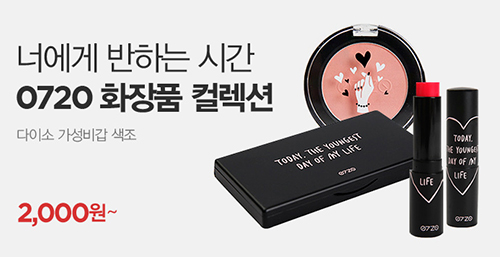 너에게 반하는 시간
0720 화장품 컬렉션
다이소 가성비갑 색조
2,000원~
TODAY, THE YOUNGEST
DAY OF MY LIFE
0720
LIFE
0720
TODAY,
THE YOUNGEST
DAY OF MY
LIFE
0720